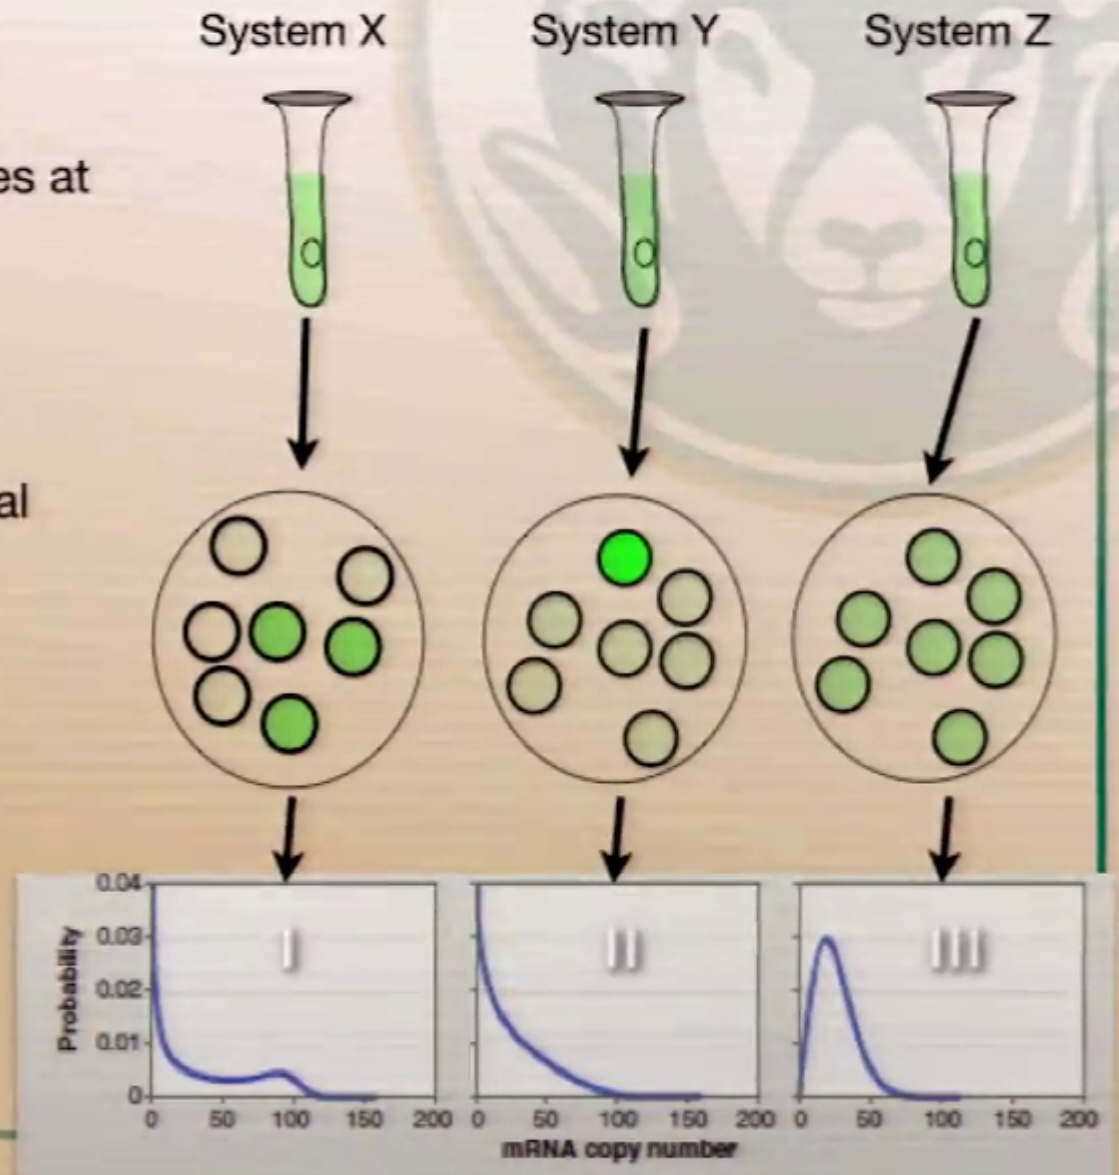 System X System Y System Z
es at
al
I II III
Probability
0.04
0.03
0.02
0.01
0
0 50 100 150 200 0 50 100 150 200 0 50 100 150 200
mRNA copy number